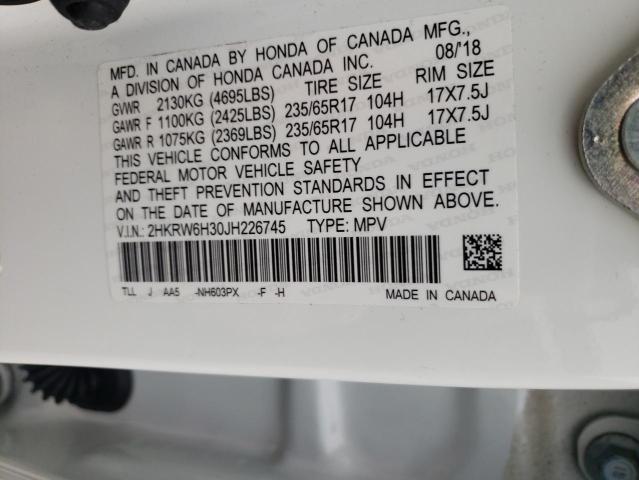 MFD. IN CANADA BY HONDA OF CANADA MFG.,
A DIVISION OF HONDA CANADA INC. 08/'18
GVWR 2130KG (4695LBS) TIRE SIZE RIM SIZE
GAWR F 1100KG (2425LBS) 235/65R17 104H 17X7.5J
GAWR R 1075KG (2369LBS) 235/65R17 104H 17X7.5J
THIS VEHICLE CONFORMS TO ALL APPLICABLE
FEDERAL MOTOR VEHICLE SAFETY
AND THEFT PREVENTION STANDARDS IN EFFECT
ON THE DATE OF MANUFACTURE SHOWN ABOVE.
V.I.N.: 2HKRW6H30JH226745 TYPE: MPV
TLL J AA5 -NH603PX -F -H MADE IN CANADA